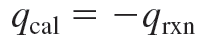 q_cal = −q_rxn